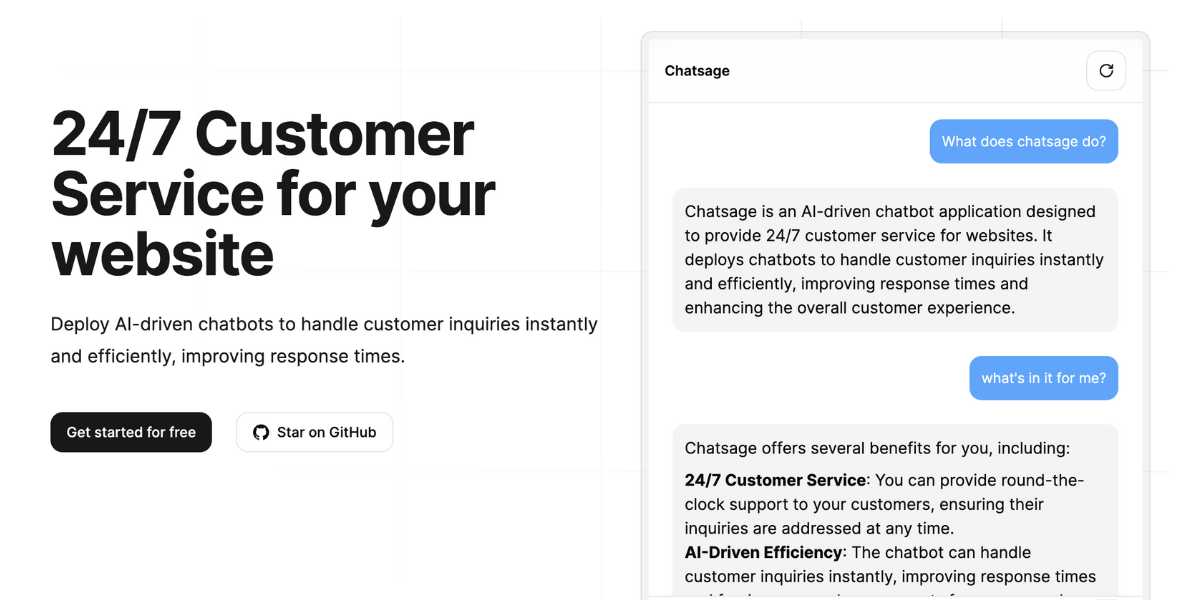 24/7 Customer
Service for your
website
Deploy AI-driven chatbots to handle customer inquiries instantly
and efficiently, improving response times.
Get started for free
Star on GitHub
Chatsage
What does chatsage do?
Chatsage is an AI-driven chatbot application designed
to provide 24/7 customer service for websites. It
deploys chatbots to handle customer inquiries instantly
and efficiently, improving response times and
enhancing the overall customer experience.
what's in it for me?
Chatsage offers several benefits for you, including:
24/7 Customer Service: You can provide round-the-
clock support to your customers, ensuring their
inquiries are addressed at any time.
AI-Driven Efficiency: The chatbot can handle
customer inquiries instantly, improving response times